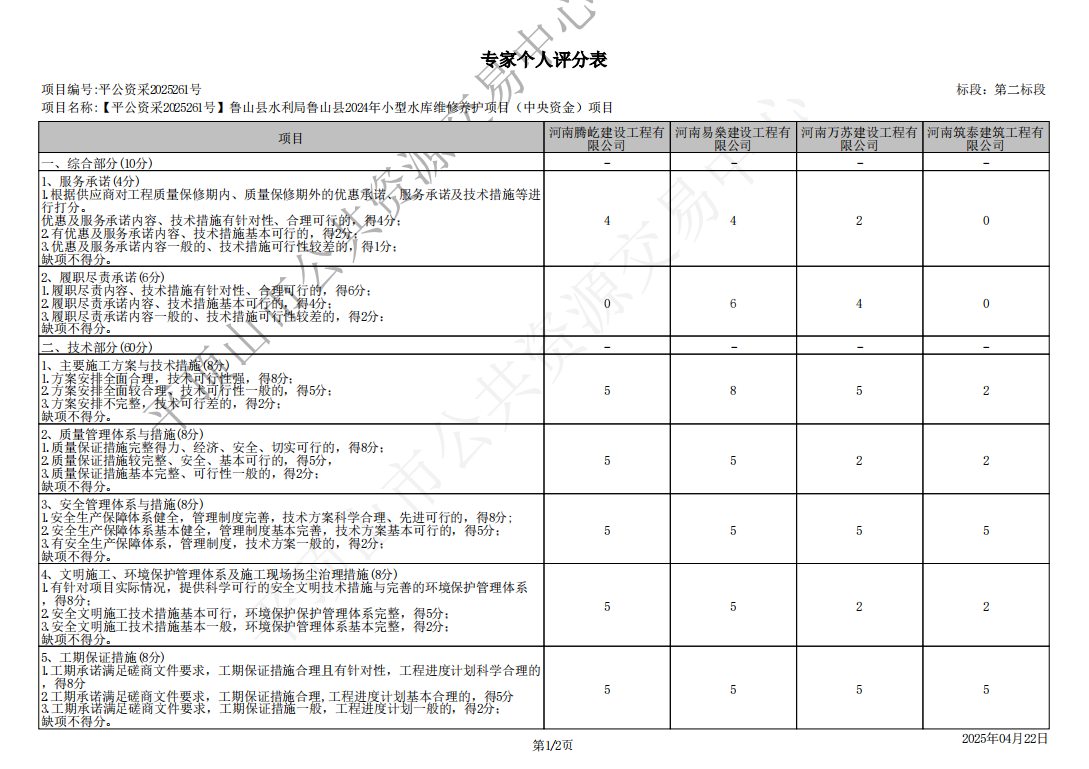 专家个人评分表
项目编号:平公资采2025261号
标段：第二标段
项目名称:【平公资采2025261号】鲁山县水利局鲁山县2024年小型水库维修养护项目（中央资金）项目
项目 河南腾屹建设工程有限公司 河南易燊建设工程有限公司 河南万苏建设工程有限公司 河南筑泰建筑工程有限公司
一、综合部分(10分) - - - -
1、服务承诺(4分)
1.根据供应商对工程质量保修期内、质量保修期外的优惠承诺、服务承诺及技术措施等进
行打分。
优惠及服务承诺内容、技术措施有针对性、合理可行的，得4分；
2.有优惠及服务承诺内容、技术措施基本可行的，得2分；
3.优惠及服务承诺内容一般的、技术措施可行性较差的，得1分；
缺项不得分。
4 4 2 0
2、履职尽责承诺(6分)
1.履职尽责内容、技术措施有针对性、合理可行的，得6分；
2.履职尽责承诺内容、技术措施基本可行的，得4分；
3.履职尽责承诺内容一般的、技术措施可行性较差的，得2分；
缺项不得分。
0 6 4 0
二、技术部分(60分) - - - -
1、主要施工方案与技术措施(8分)
1.方案安排全面合理，技术可行性强，得8分；
2.方案安排全面较合理，技术可行性一般的，得5分；
3.方案安排不完整，技术可行差的，得2分；
缺项不得分。
5 8 5 2
2、质量管理体系与措施(8分)
1.质量保证措施完整得力、经济、安全、切实可行的，得8分；
2.质量保证措施较完整、安全、基本可行的，得5分，
3.质量保证措施基本完整、可行性一般的，得2分；
缺项不得分。
5 5 2 2
3、安全管理体系与措施(8分)
1.安全生产保障体系健全，管理制度完善，技术方案科学合理、先进可行的，得8分；
2.安全生产保障体系基本健全，管理制度基本完善，技术方案基本可行的，得5分；
3.有安全生产保障体系，管理制度，技术方案一般的，得2分；
缺项不得分。
5 5 5 5
4、文明施工、环境保护管理体系及施工现场扬尘治理措施(8分)
1.有针对项目实际情况，提供科学可行的安全文明技术措施与完善的环境保护管理体系
，得8分；
2.安全文明施工技术措施基本可行，环境保护保护管理体系完整，得5分；
3.安全文明施工技术措施基本一般，环境保护管理体系基本完整，得2分；
缺项不得分。
5 5 2 2
5、工期保证措施(8分)
1.工期承诺满足磋商文件要求，工期保证措施合理且有针对性，工程进度计划科学合理的
，得8分
2.工期承诺满足磋商文件要求，工期保证措施合理,工程进度计划基本合理的，得5分
3.工期承诺满足磋商文件要求，工期保证措施一般，工程进度计划一般的，得2分；
缺项不得分。
5 5 5 5
第1/2页
2025年04月22日
平顶山市公共资源交易中心
平顶山市公共资源交易中心